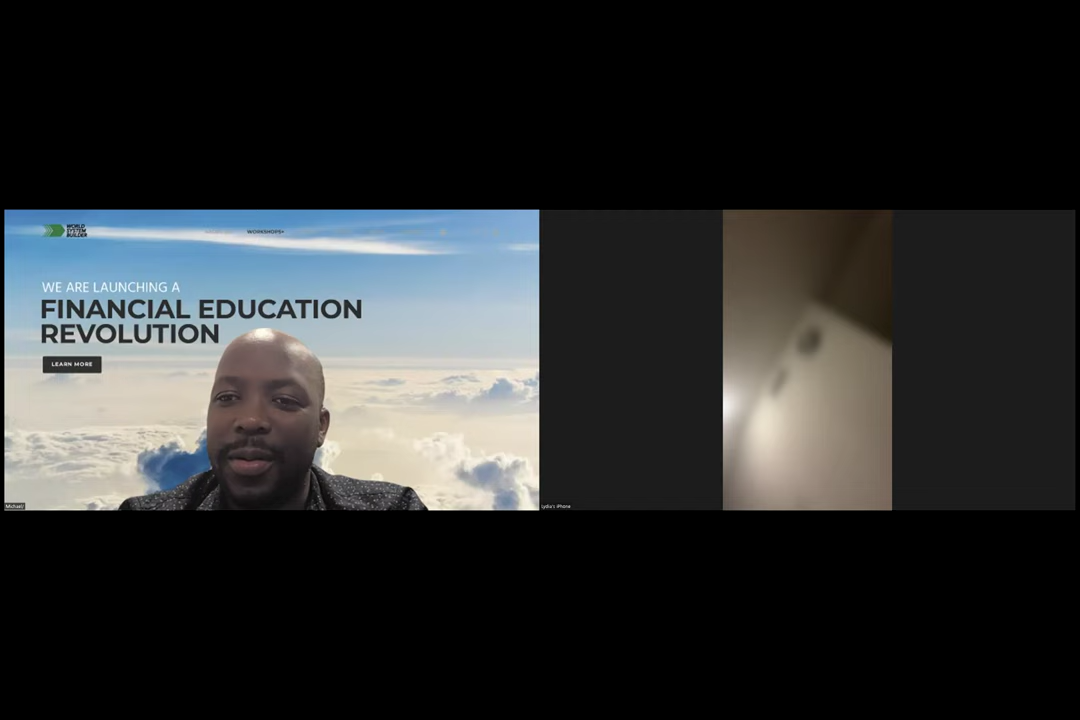 WORLD
SYSTEM
BUILDER
WORKSHOPS+
WE ARE LAUNCHING A
FINANCIAL EDUCATION
REVOLUTION
LEARN MORE
Lydia's iPhone